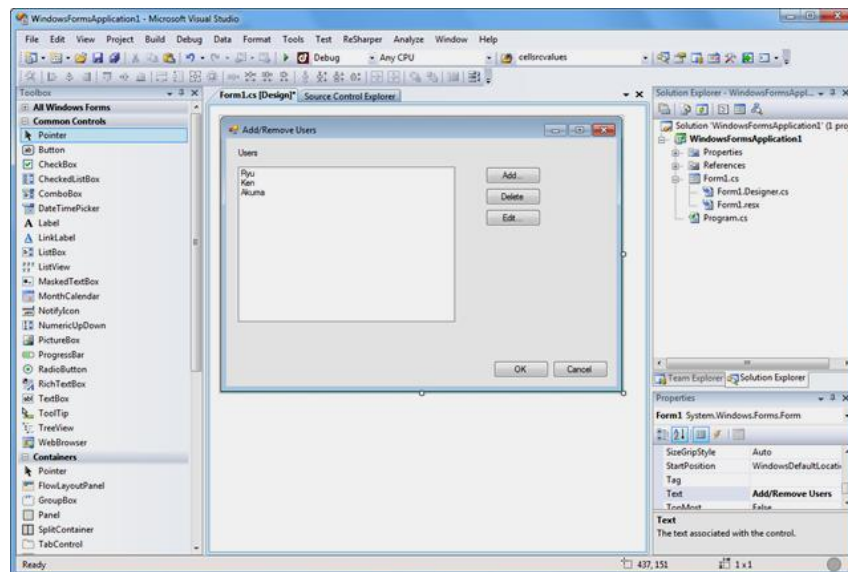 WindowsFormsApplication1 - Microsoft Visual Studio
File Edit View Project Build Debug Data Format Tools Test ReSharper Analyze Window Help
Debug Any CPU cellsrcvalues
Toolbox
All Windows Forms
Common Controls
Pointer
Button
CheckBox
CheckedListBox
ComboBox
DateTimePicker
Label
LinkLabel
ListBox
ListView
MaskedTextBox
MonthCalendar
NotifyIcon
NumericUpDown
PictureBox
ProgressBar
RadioButton
RichTextBox
TextBox
ToolTip
TreeView
WebBrowser
Containers
Pointer
FlowLayoutPanel
GroupBox
Panel
SplitContainer
TabControl
Form1.cs [Design]* Source Control Explorer
Add/Remove Users
Users
Ryu
Ken
Akuma
Add...
Delete
Edit...
OK Cancel
Solution Explorer - WindowsFormsAppl...
Solution 'WindowsFormsApplication1' (1 pro
WindowsFormsApplication1
Properties
References
Form1.cs
Form1.Designer.cs
Form1.resx
Program.cs
Team Explorer Solution Explorer
Properties
Form1 System.Windows.Forms.Form
SizeGripStyle Auto
StartPosition WindowsDefaultLocati
Tag
Text Add/Remove Users
TopMost False
Text
The text associated with the control.
Ready 437, 151 1 x 1